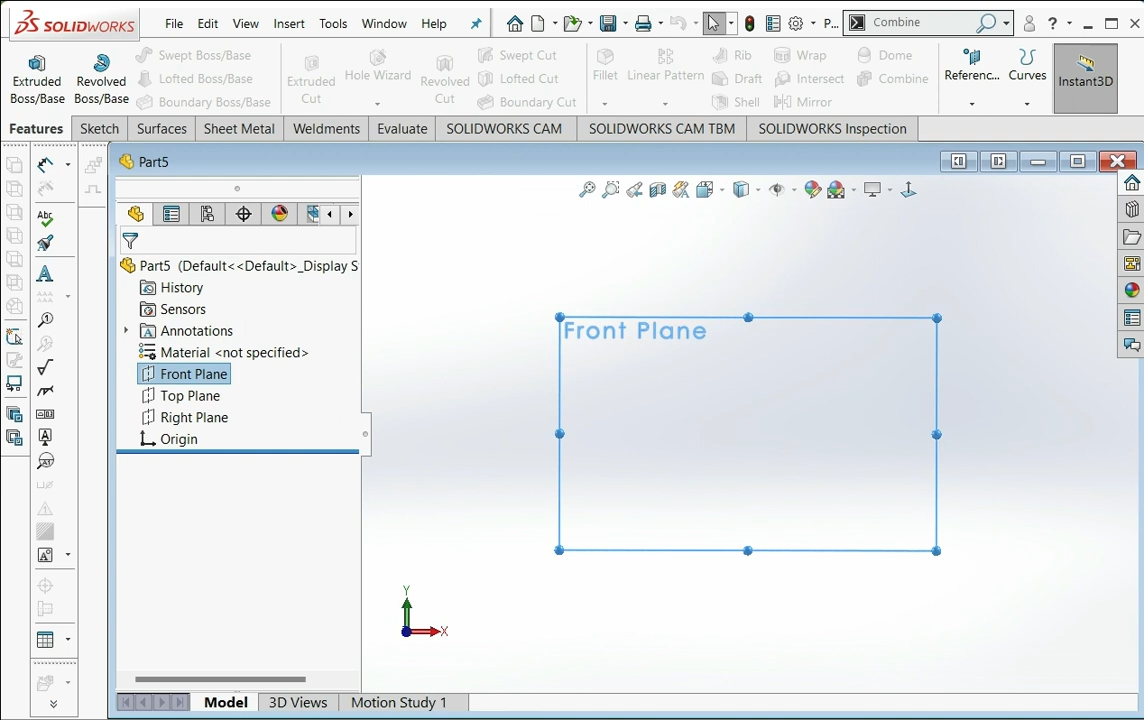 SOLIDWORKS File Edit View Insert Tools Window Help P... Combine ?
Extruded Boss/Base
Revolved Boss/Base
Swept Boss/Base
Lofted Boss/Base
Boundary Boss/Base
Extruded Cut
Hole Wizard
Revolved Cut
Swept Cut
Lofted Cut
Boundary Cut
Fillet
Linear Pattern
Rib
Draft
Shell
Wrap
Intersect
Mirror
Dome
Combine
Referenc...
Curves
Instant3D
Features Sketch Surfaces Sheet Metal Weldments Evaluate SOLIDWORKS CAM SOLIDWORKS CAM TBM SOLIDWORKS Inspection
Part5
Abc
A
Part5 (Default<<Default>_Display S
History
Sensors
Annotations
Material <not specified>
Front Plane
Top Plane
Right Plane
Origin
Front Plane
Y
X
Model 3D Views Motion Study 1